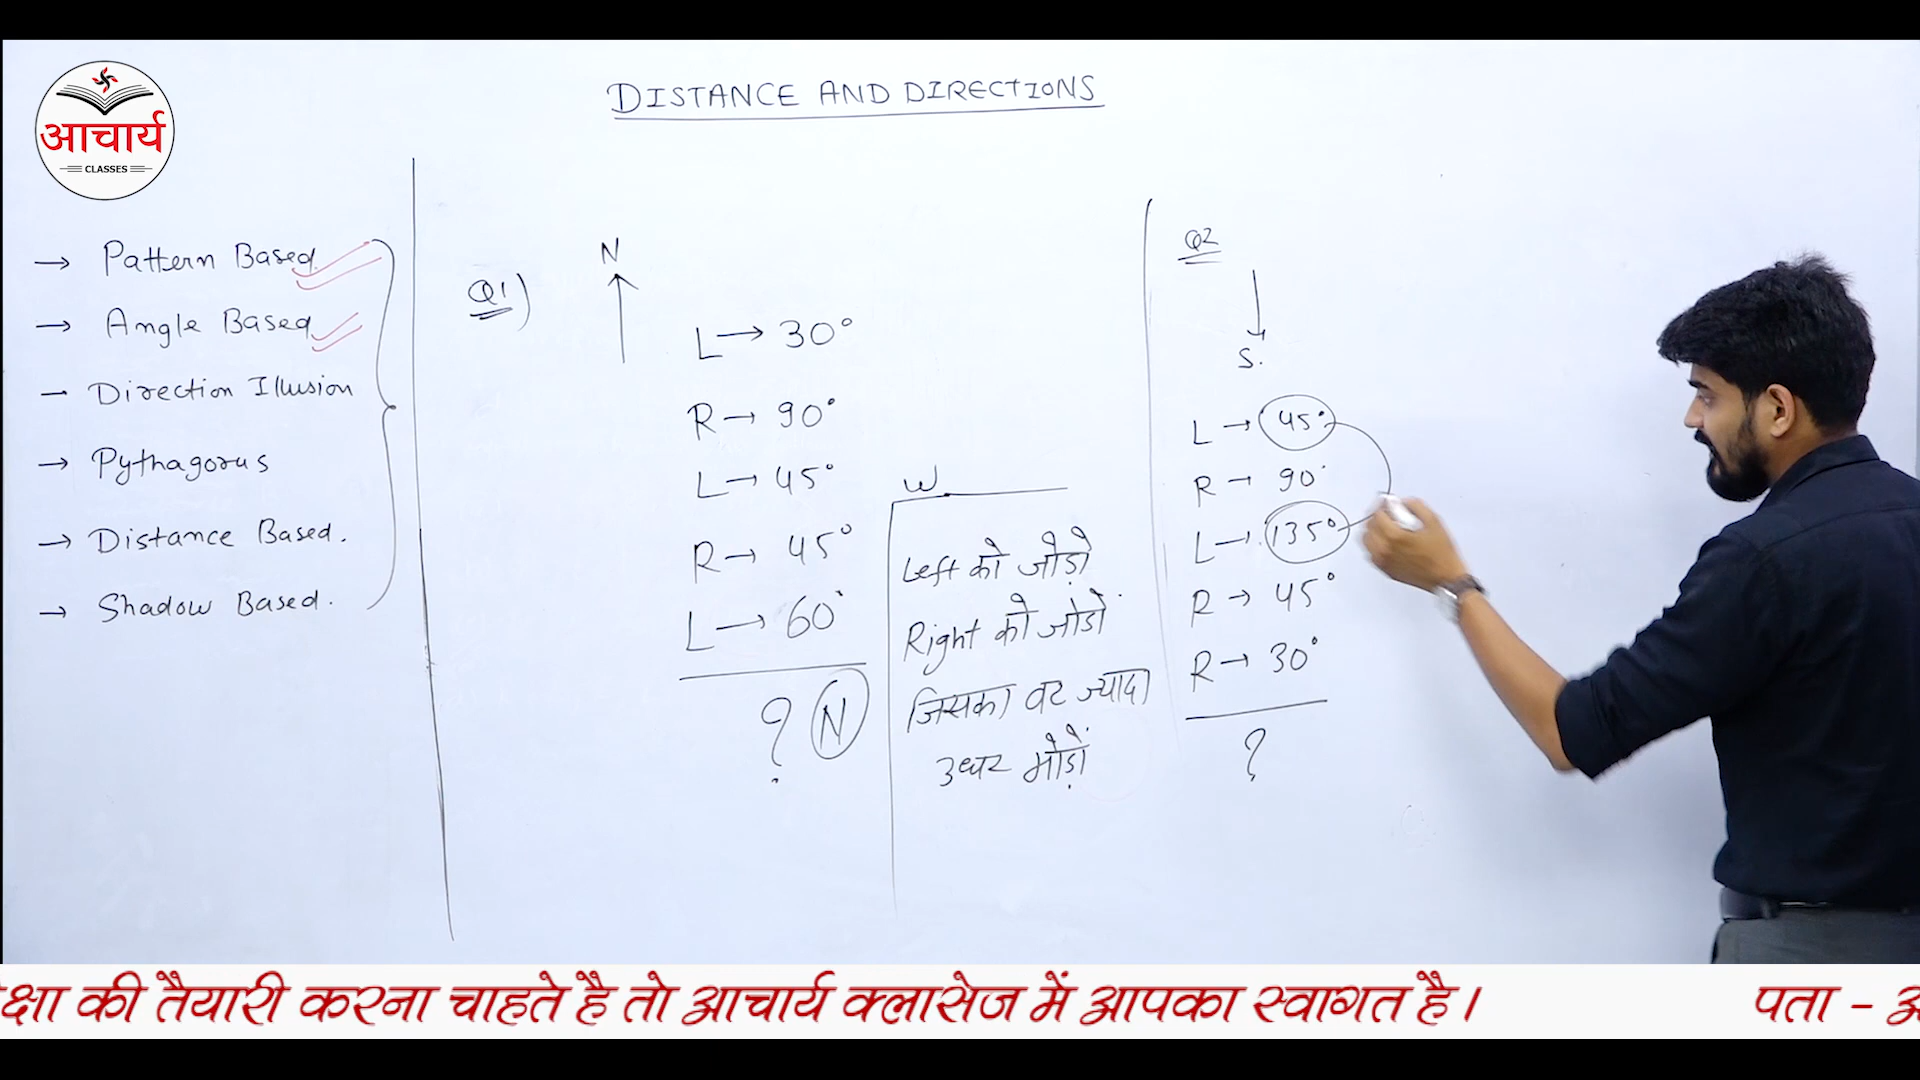 आचार्य
CLASSES
DISTANCE AND DIRECTIONS
→ Pattern Based
→ Angle Based
- Direction Illusion
→ Pythagorus
→ Distance Based.
→ Shadow Based.
Q1)
N
L → 30°
R → 90°
L → 45°
R → 45°
L → 60°
? N
W
Left को जोड़ो
Right को जोडों
जिसका वट ज्यादा
उधर मोड़ों
Q2
S.
L → 45°
R → 90°
L → 135°
R → 45°
R → 30°
?
क्षा की तैयारी करना चाहते है तो आचार्य क्लासेज में आपका स्वागत है। पता -